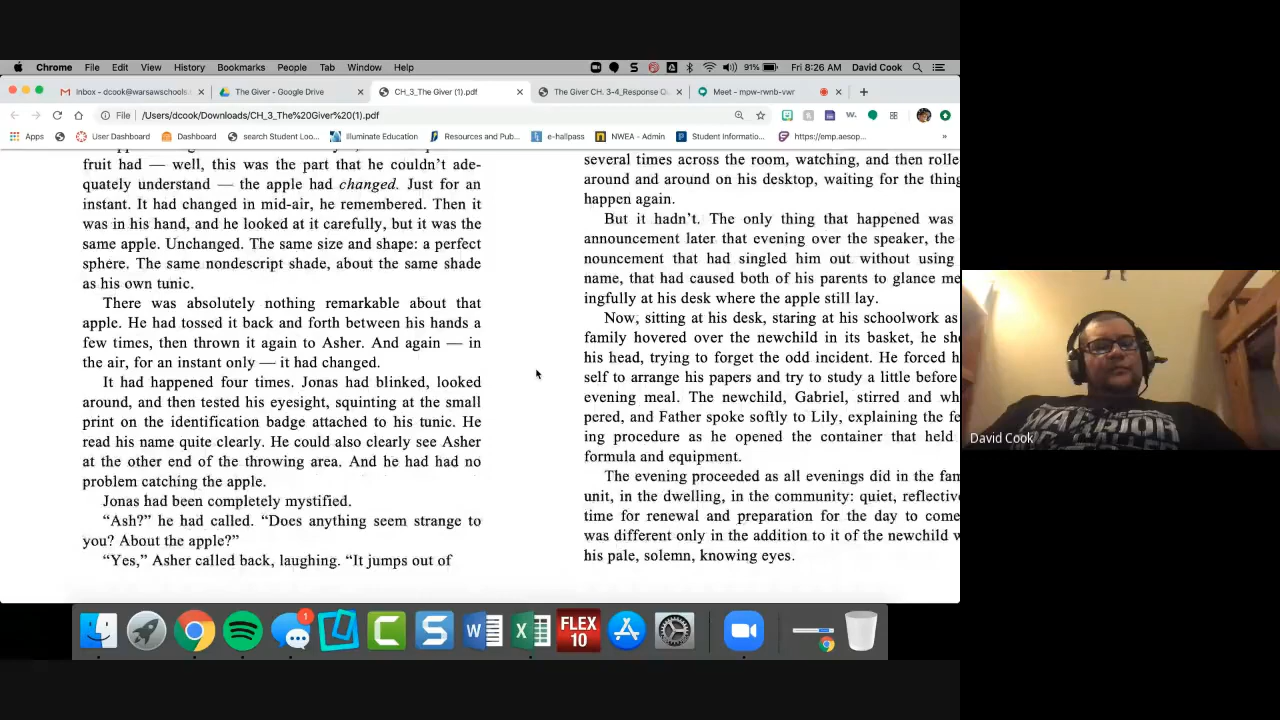 Chrome File Edit View History Bookmarks People Tab Window Help 91% Fri 8:26 AM David Cook
Inbox - dcook@warsawschools. The Giver - Google Drive CH_3_The Giver (1).pdf The Giver CH. 3-4_Response Q Meet - mpw-rwnb-vwr
File /Users/dcook/Downloads/CH_3_The%20Giver%20(1).pdf
Apps User Dashboard Dashboard search Student Loo... Illuminate Education Resources and Pub... e-hallpass NWEA - Admin Student Informatio... https://emp.aesop...
fruit had — well, this was the part that he couldn't ade-
quately understand — the apple had changed. Just for an
instant. It had changed in mid-air, he remembered. Then it
was in his hand, and he looked at it carefully, but it was the
same apple. Unchanged. The same size and shape: a perfect
sphere. The same nondescript shade, about the same shade
as his own tunic.
There was absolutely nothing remarkable about that
apple. He had tossed it back and forth between his hands a
few times, then thrown it again to Asher. And again — in
the air, for an instant only — it had changed.
It had happened four times. Jonas had blinked, looked
around, and then tested his eyesight, squinting at the small
print on the identification badge attached to his tunic. He
read his name quite clearly. He could also clearly see Asher
at the other end of the throwing area. And he had had no
problem catching the apple.
Jonas had been completely mystified.
“Ash?” he had called. “Does anything seem strange to
you? About the apple?”
“Yes,” Asher called back, laughing. “It jumps out of
several times across the room, watching, and then rolle
around and around on his desktop, waiting for the thing
happen again.
But it hadn't. The only thing that happened was
announcement later that evening over the speaker, the
nouncement that had singled him out without using
name, that had caused both of his parents to glance me
ingfully at his desk where the apple still lay.
Now, sitting at his desk, staring at his schoolwork as
family hovered over the newchild in its basket, he sh
his head, trying to forget the odd incident. He forced h
self to arrange his papers and try to study a little before
evening meal. The newchild, Gabriel, stirred and wh
pered, and Father spoke softly to Lily, explaining the fe
ing procedure as he opened the container that held
formula and equipment.
The evening proceeded as all evenings did in the fam
unit, in the dwelling, in the community: quiet, reflective
time for renewal and preparation for the day to come
was different only in the addition to it of the newchild w
his pale, solemn, knowing eyes.
WARRIOR
David Cook
1
FLEX
10